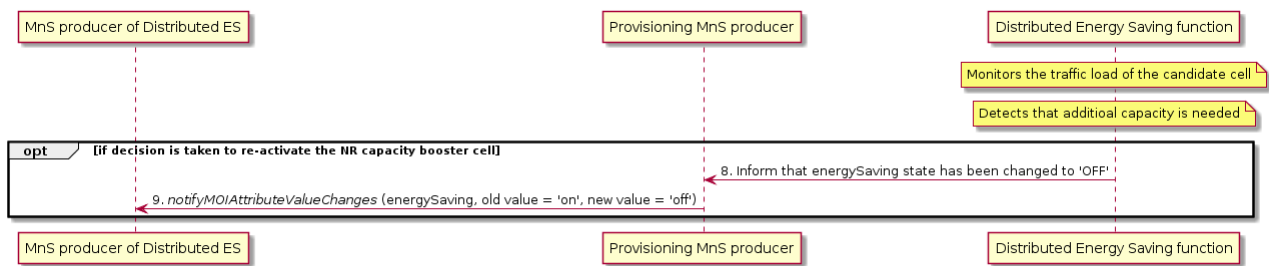 MnS producer of Distributed ES
Provisioning MnS producer
Distributed Energy Saving function
Monitors the traffic load of the candidate cell
Detects that additioal capacity is needed
opt
[if decision is taken to re-activate the NR capacity booster cell]
8. Inform that energySaving state has been changed to 'OFF'
9. notifyMOIAttributeValueChanges (energySaving, old value = 'on', new value = 'off')
MnS producer of Distributed ES
Provisioning MnS producer
Distributed Energy Saving function